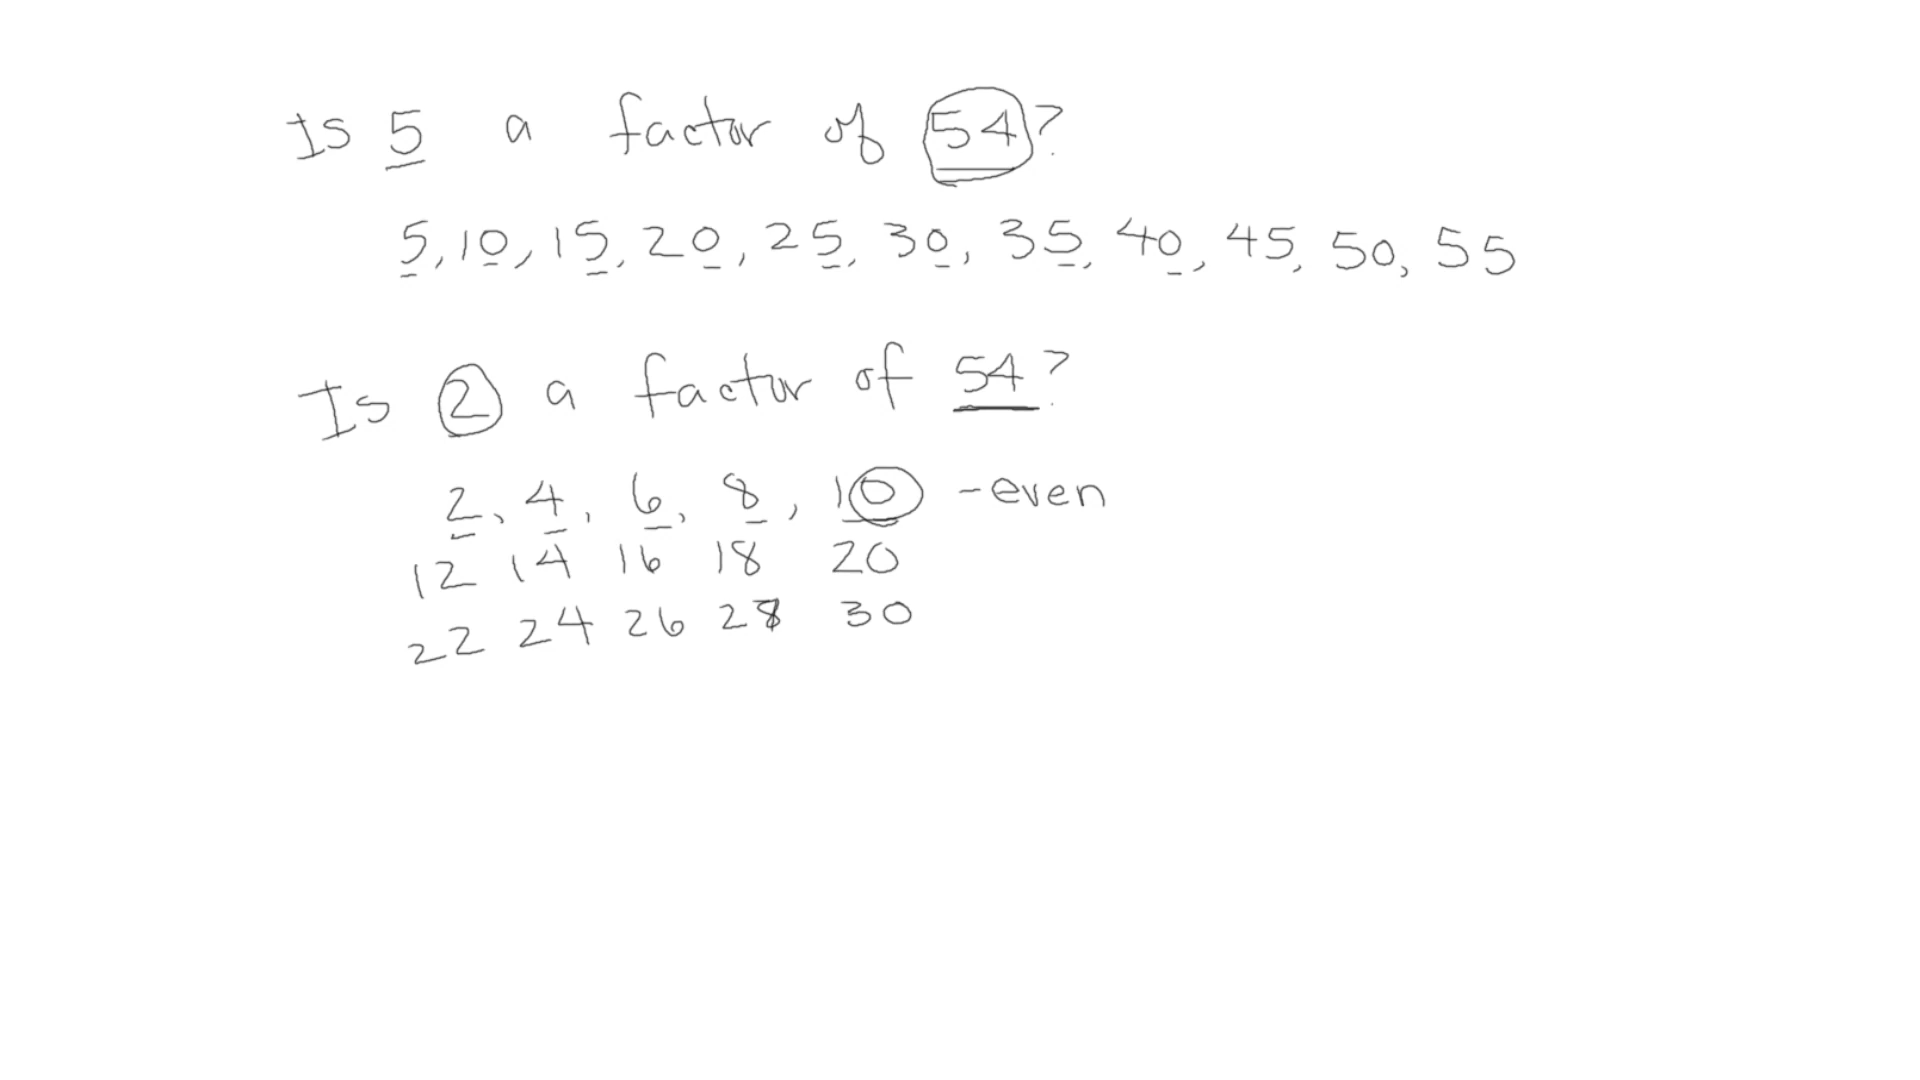 Is 5 a factor of 54?
5, 10, 15, 20, 25, 30, 35, 40, 45, 50, 55
Is 2 a factor of 54?
2, 4, 6, 8, 10 - even
12 14 16 18 20
22 24 26 28 30